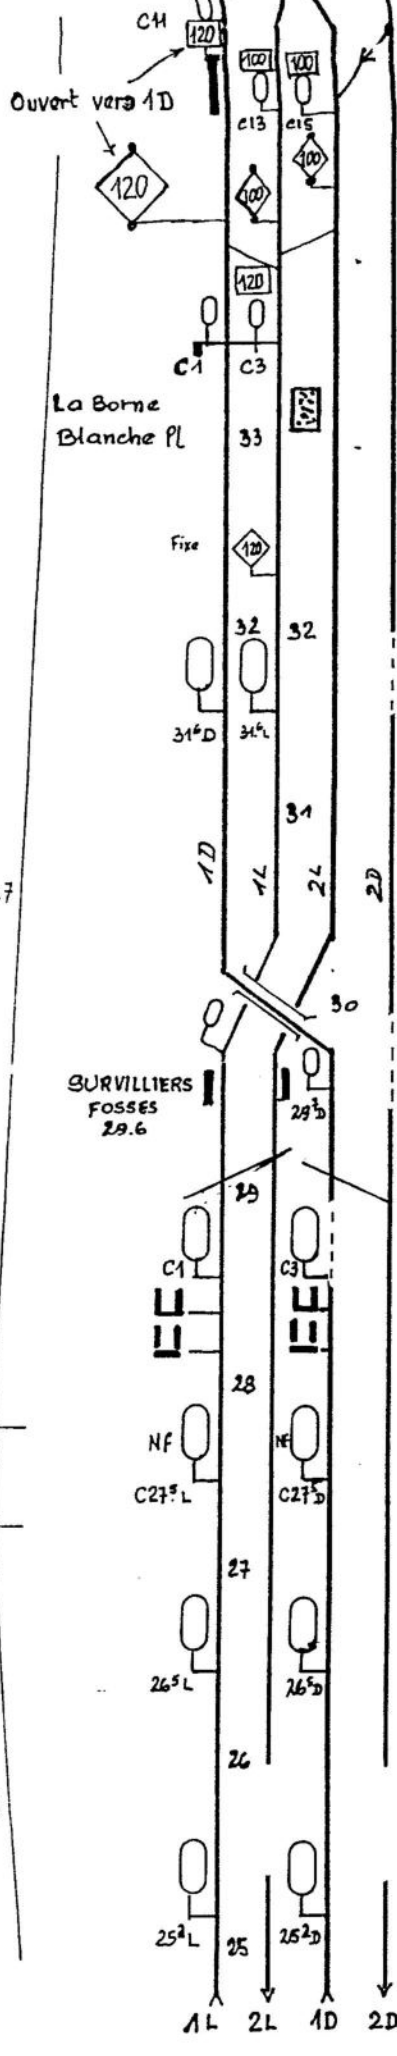 C11
120
100
100
Ouvert vers 1D
C13
C15
120
100
100
120
C1
C3
La Borne
Blanche Pl
33
Fixe
120
32
32
31⁶D
31⁶L
31
1D
1L
2L
2D
7
30
SURVILLIERS
FOSSES
29.6
29⁷D
29
C1
C3
28
Nf
Nf
C27⁵L
C27⁵D
27
26⁵L
26⁵D
26
25²L
25
25²D
1L
2L
1D
2D